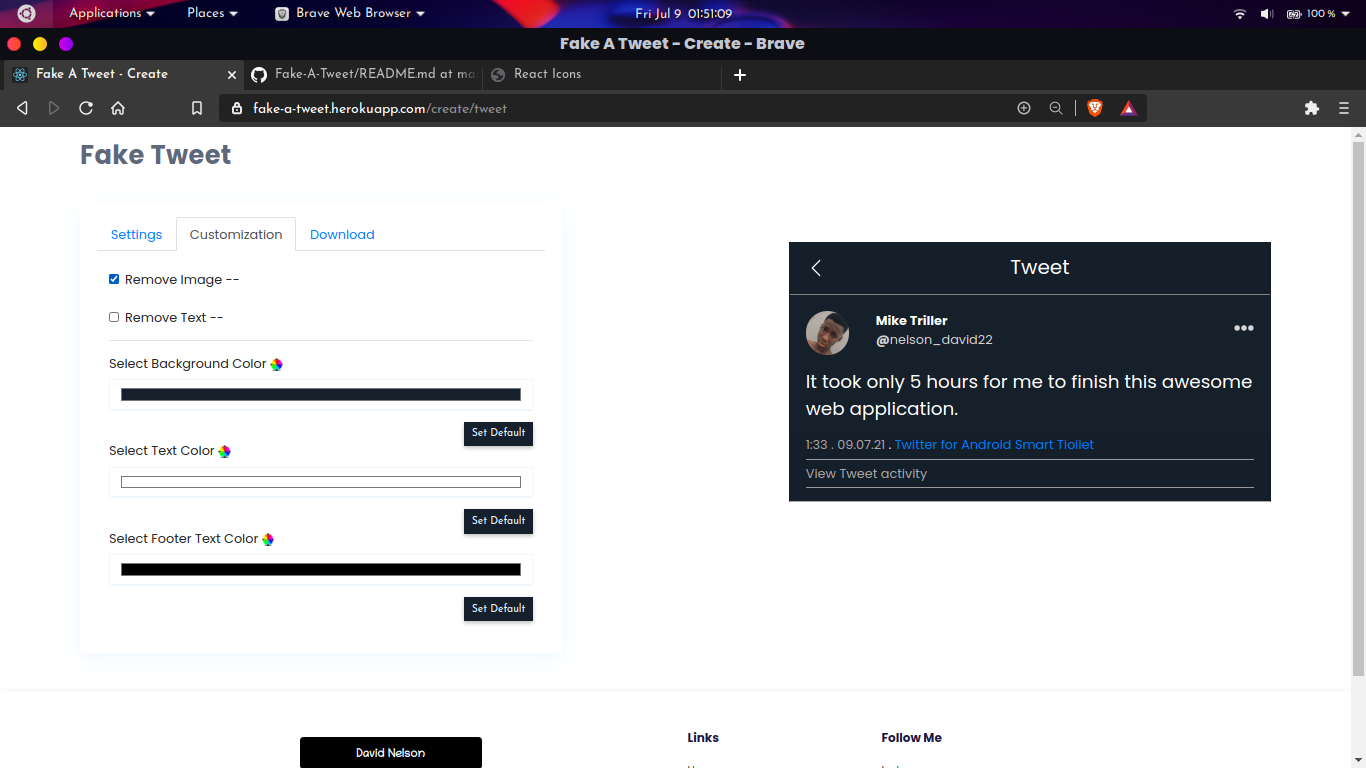 Applications
Places
Brave Web Browser
Fri Jul 9 01:51:09
100 %
Fake A Tweet - Create - Brave
Fake A Tweet - Create
Fake-A-Tweet/README.md at ma
React Icons
fake-a-tweet.herokuapp.com/create/tweet
Fake Tweet
Settings
Customization
Download
Remove Image --
Remove Text --
Select Background Color
Set Default
Select Text Color
Set Default
Select Footer Text Color
Set Default
Tweet
Mike Triller
@nelson_david22
It took only 5 hours for me to finish this awesome
web application.
1:33 . 09.07.21 . Twitter for Android Smart Tiollet
View Tweet activity
David Nelson
Links
Follow Me